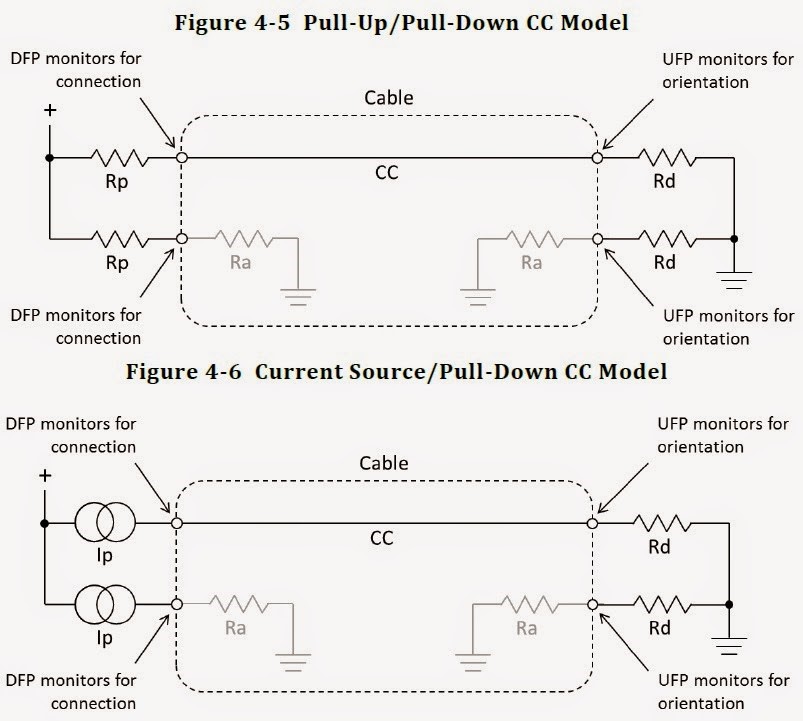 Figure 4-5 Pull-Up/Pull-Down CC Model
DFP monitors for
connection
UFP monitors for
orientation
Cable
+
CC
Rp
Rd
Rp
Ra
Ra
Rd
DFP monitors for
connection
UFP monitors for
orientation
Figure 4-6 Current Source/Pull-Down CC Model
DFP monitors for
connection
UFP monitors for
orientation
Cable
+
CC
Ip
Rd
Ip
Ra
Ra
Rd
DFP monitors for
connection
UFP monitors for
orientation